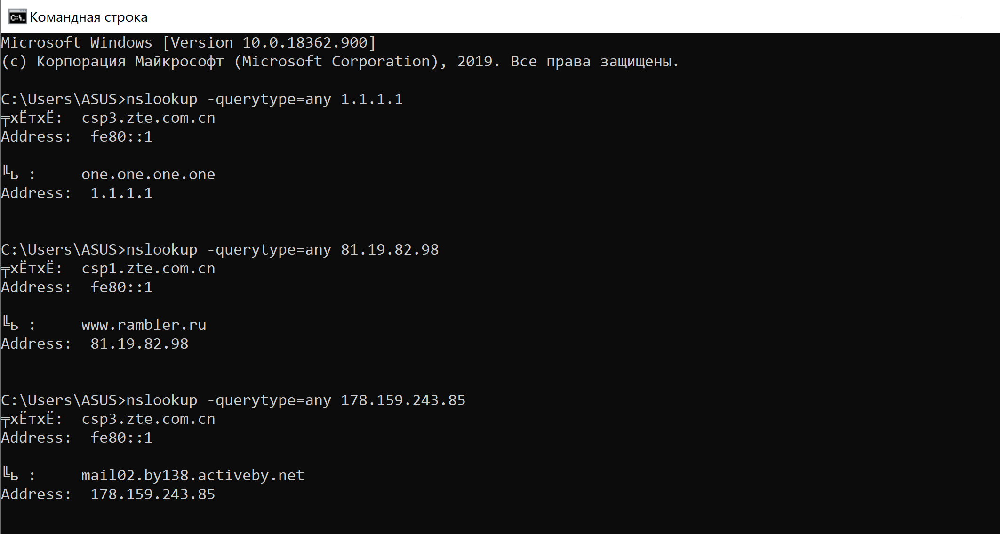 Командная строка
Microsoft Windows [Version 10.0.18362.900]
(c) Корпорация Майкрософт (Microsoft Corporation), 2019. Все права защищены.
C:\Users\ASUS>nslookup -querytype=any 1.1.1.1
╤хЁтхЁ:  csp3.zte.com.cn
Address:  fe80::1
╚ь :     one.one.one.one
Address:  1.1.1.1
C:\Users\ASUS>nslookup -querytype=any 81.19.82.98
╤хЁтхЁ:  csp1.zte.com.cn
Address:  fe80::1
╚ь :     www.rambler.ru
Address:  81.19.82.98
C:\Users\ASUS>nslookup -querytype=any 178.159.243.85
╤хЁтхЁ:  csp3.zte.com.cn
Address:  fe80::1
╚ь :     mail02.by138.activeby.net
Address:  178.159.243.85